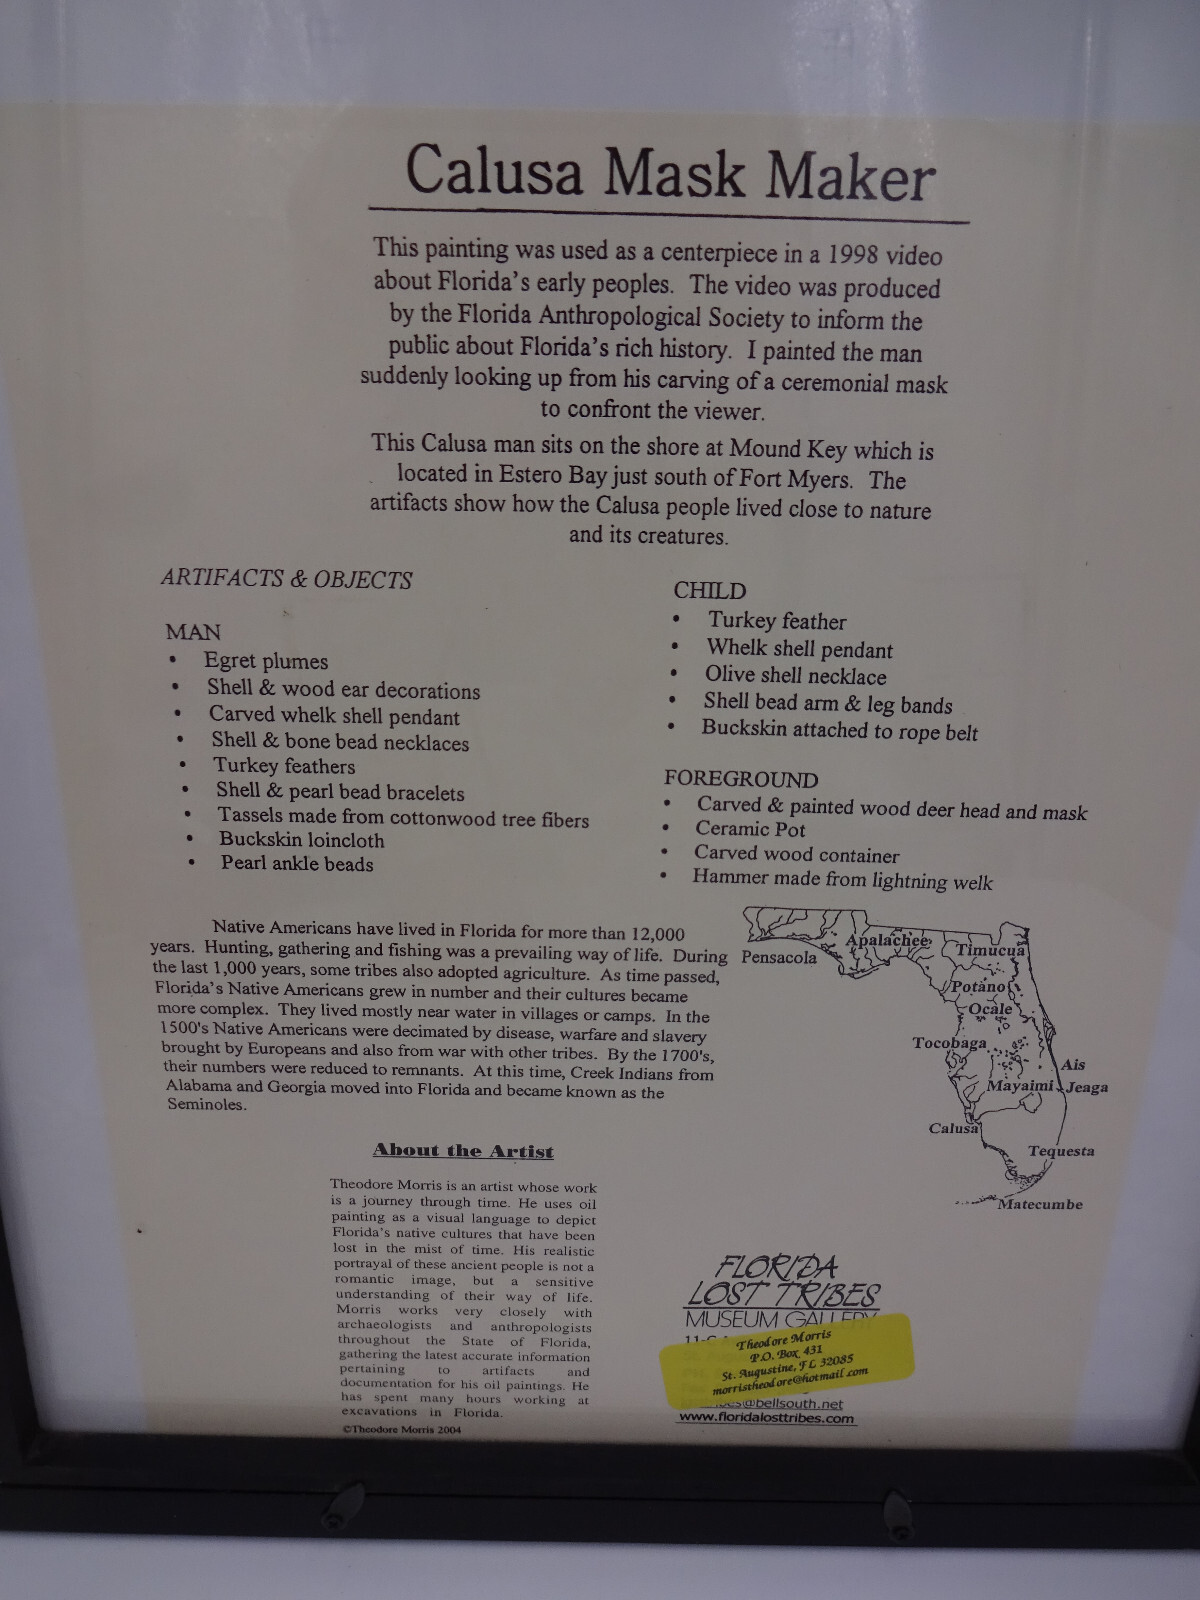 Calusa Mask Maker
This painting was used as a centerpiece in a 1998 video
about Florida's early peoples. The video was produced
by the Florida Anthropological Society to inform the
public about Florida's rich history. I painted the man
suddenly looking up from his carving of a ceremonial mask
to confront the viewer.
This Calusa man sits on the shore at Mound Key which is
located in Estero Bay just south of Fort Myers. The
artifacts show how the Calusa people lived close to nature
and its creatures.
ARTIFACTS & OBJECTS
MAN
• Egret plumes
• Shell & wood ear decorations
• Carved whelk shell pendant
• Shell & bone bead necklaces
• Turkey feathers
• Shell & pearl bead bracelets
• Tassels made from cottonwood tree fibers
• Buckskin loincloth
• Pearl ankle beads
CHILD
• Turkey feather
• Whelk shell pendant
• Olive shell necklace
• Shell bead arm & leg bands
• Buckskin attached to rope belt
FOREGROUND
• Carved & painted wood deer head and mask
• Ceramic Pot
• Carved wood container
• Hammer made from lightning welk
Native Americans have lived in Florida for more than 12,000
years. Hunting, gathering and fishing was a prevailing way of life. During
the last 1,000 years, some tribes also adopted agriculture. As time passed,
Florida's Native Americans grew in number and their cultures became
more complex. They lived mostly near water in villages or camps. In the
1500's Native Americans were decimated by disease, warfare and slavery
brought by Europeans and also from war with other tribes. By the 1700's,
their numbers were reduced to remnants. At this time, Creek Indians from
Alabama and Georgia moved into Florida and became known as the
Seminoles.
Apalachee
Timucua
Pensacola
Potano
Ocale
Tocobaga
Ais
Mayaimi
Jeaga
Calusa
Tequesta
Matecumbe
About the Artist
Theodore Morris is an artist whose work
is a journey through time. He uses oil
painting as a visual language to depict
Florida's native cultures that have been
lost in the mist of time. His realistic
portrayal of these ancient people is not a
romantic image, but a sensitive
understanding of their way of life.
Morris works very closely with
archaeologists and anthropologists
throughout the State of Florida,
gathering the latest accurate information
pertaining to artifacts and
documentation for his oil paintings. He
has spent many hours working at
excavations in Florida.
©Theodore Morris 2004
FLORIDA
LOST TRIBES
MUSEUM GALLERY
Theodore Morris
P.O. Box 431
St. Augustine, FL 32085
morristheodore@hotmail.com
@bellsouth.net
www.floridalosttribes.com